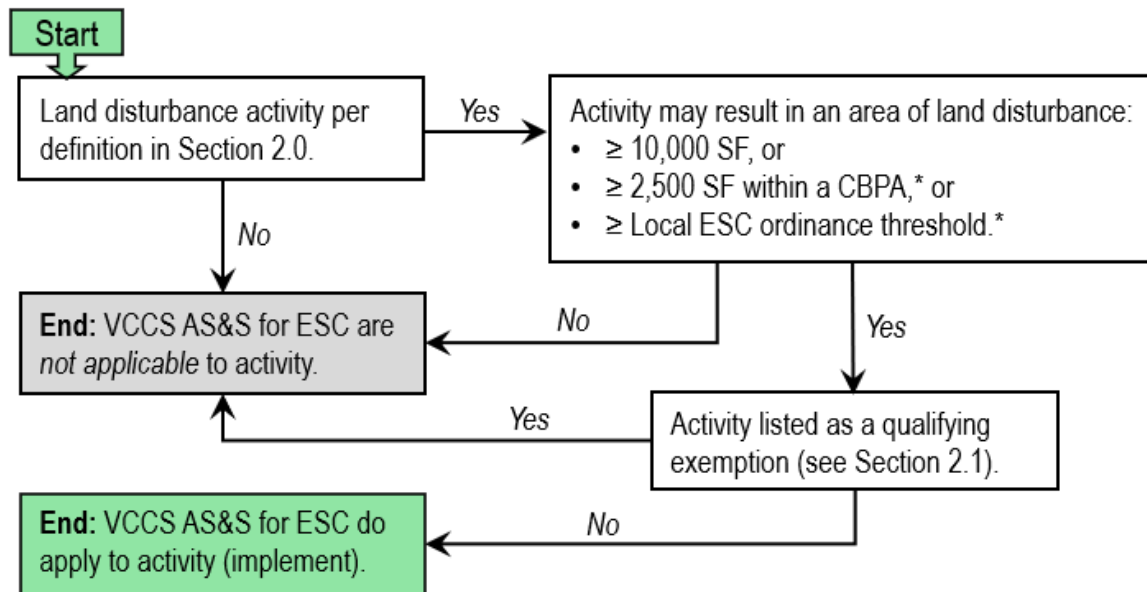 Start
Land disturbance activity per
definition in Section 2.0.
Yes
Activity may result in an area of land disturbance:
• ≥ 10,000 SF, or
• ≥ 2,500 SF within a CBPA,* or
• ≥ Local ESC ordinance threshold.*
No
End: VCCS AS&S for ESC are
not applicable to activity.
No
Yes
Yes
Activity listed as a qualifying
exemption (see Section 2.1).
End: VCCS AS&S for ESC do
apply to activity (implement).
No